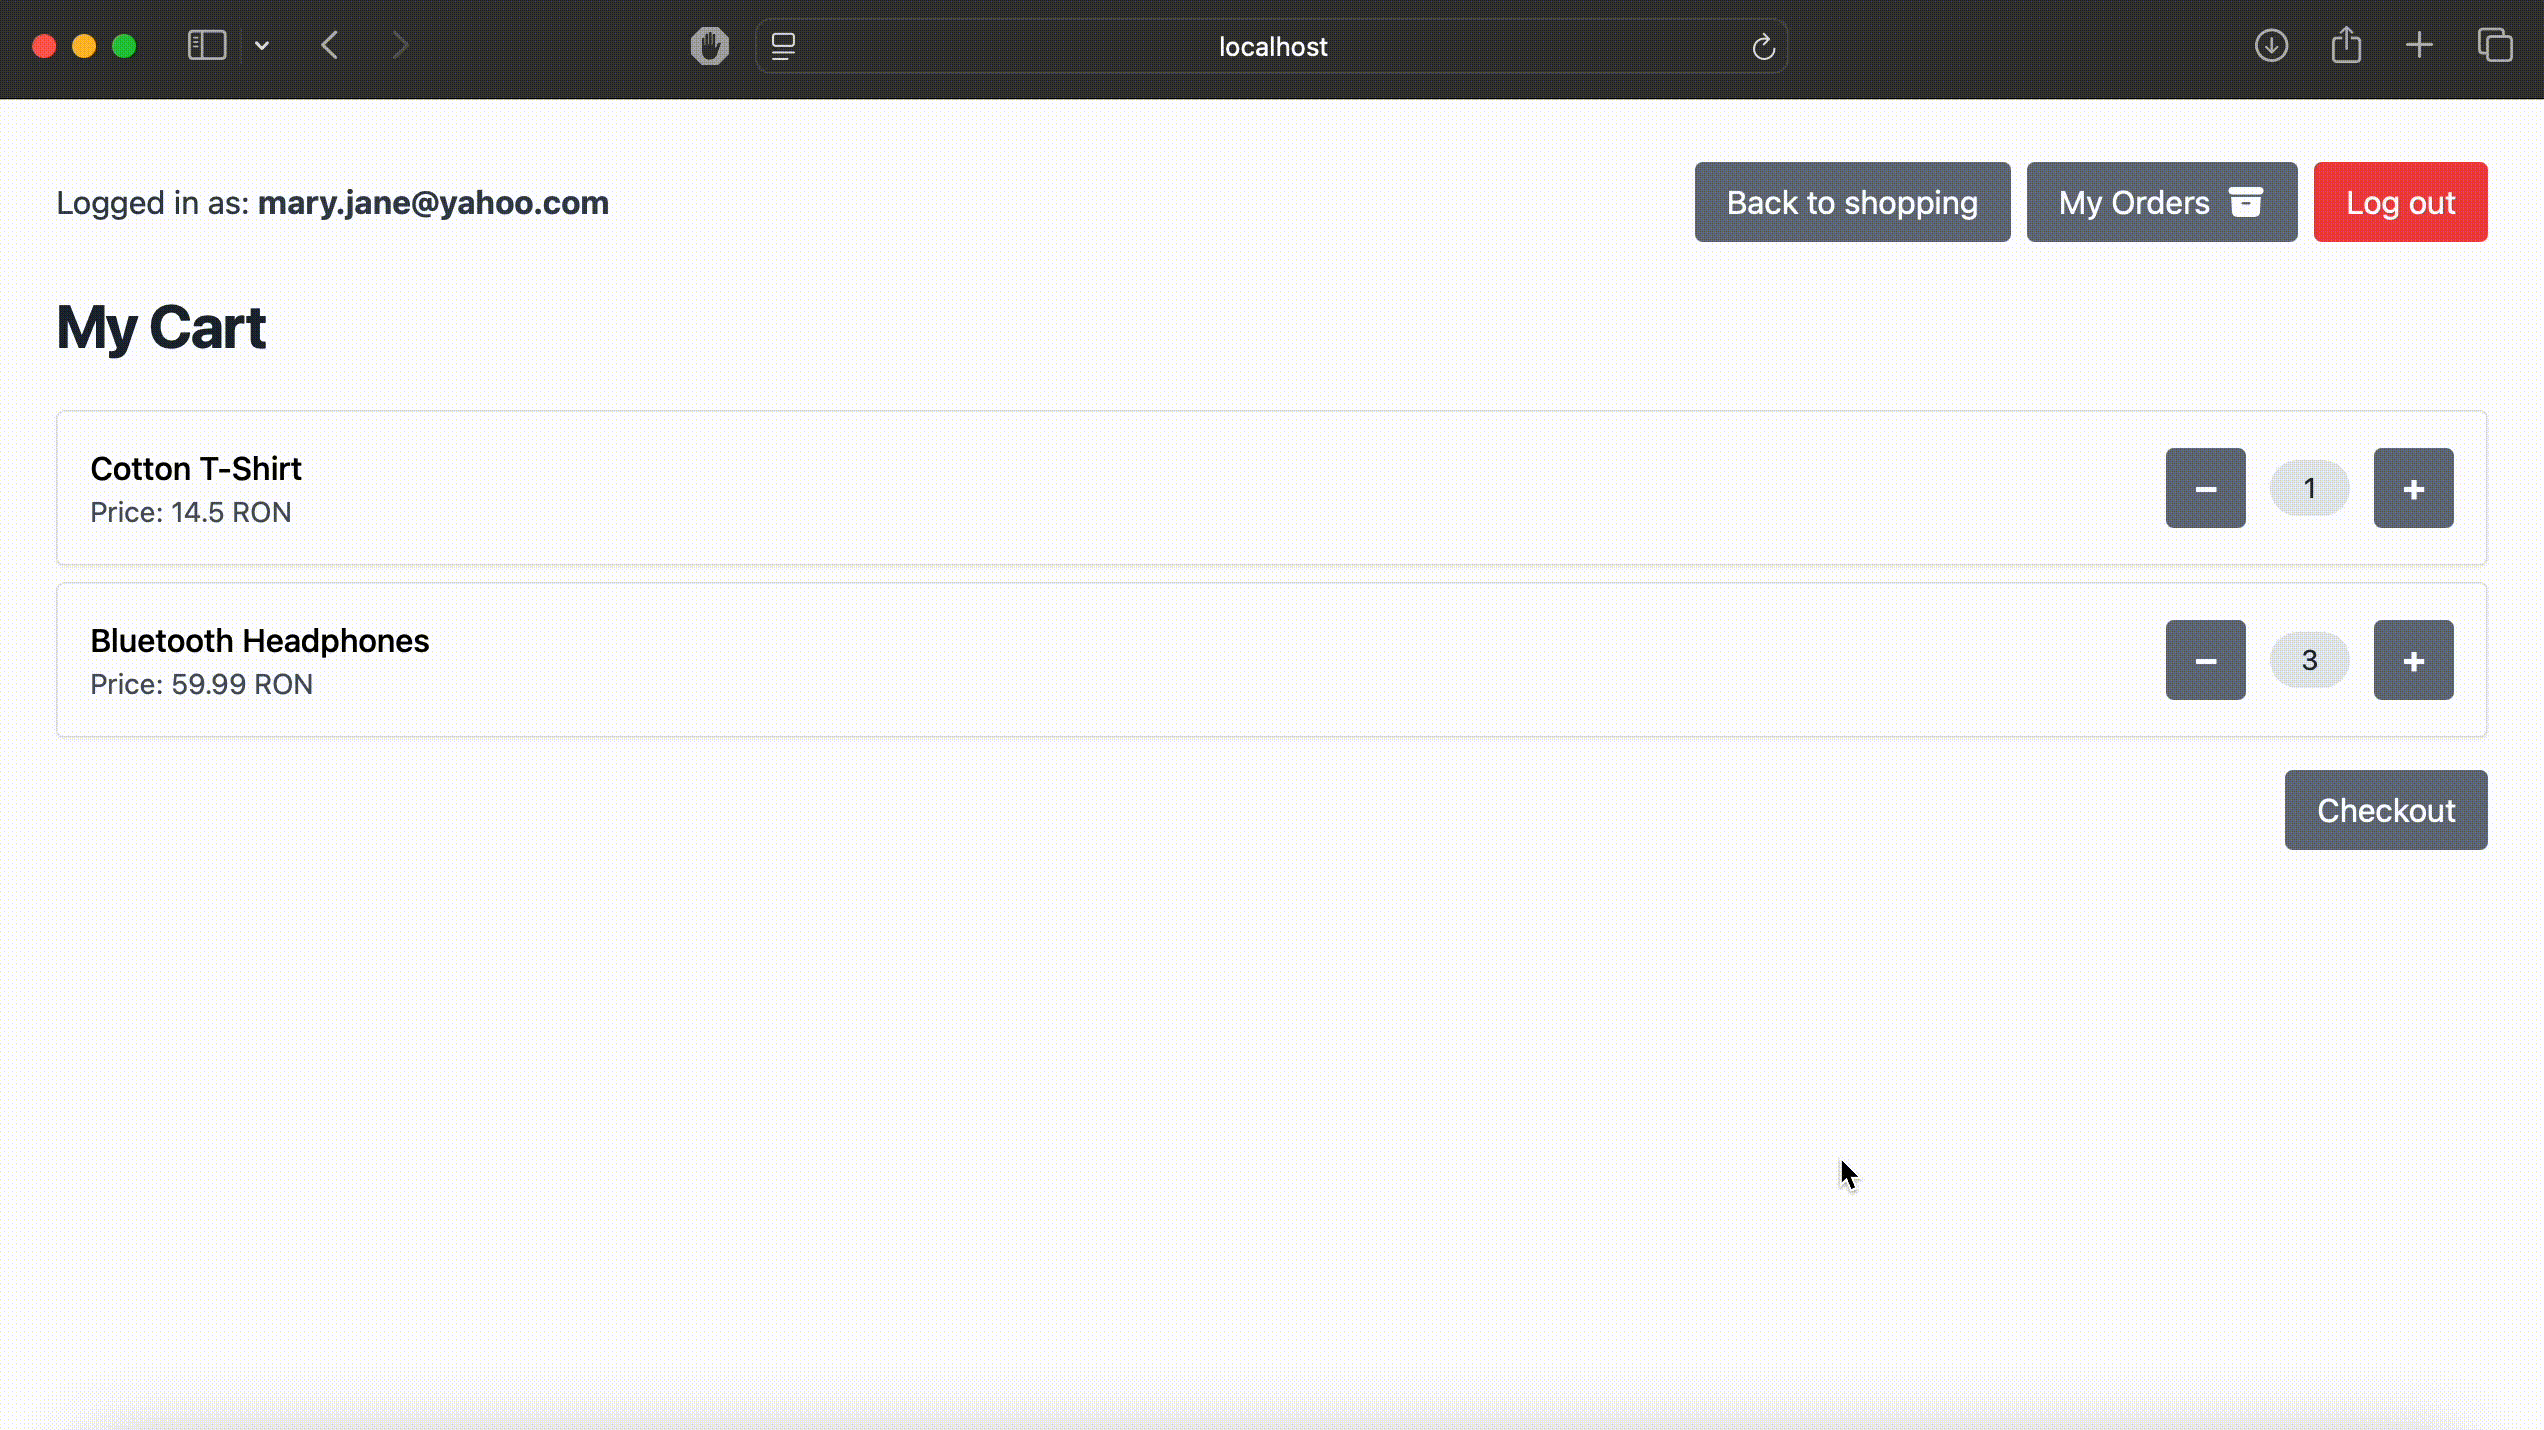 localhost
Logged in as: mary.jane@yahoo.com
Back to shopping
My Orders
Log out
My Cart
Cotton T-Shirt
Price: 14.5 RON
− 1 +
Bluetooth Headphones
Price: 59.99 RON
− 3 +
Checkout